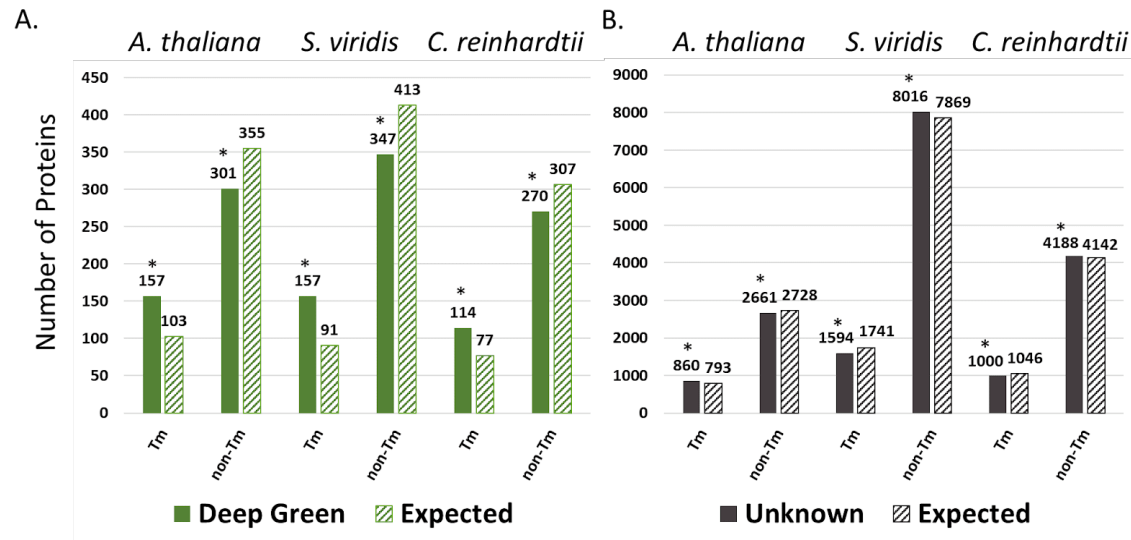 A.
A. thaliana S. viridis C. reinhardtii
Number of Proteins
450
400
350
300
250
200
150
100
50
0
*
157
103
*
301
355
*
157
91
*
347
413
*
114
77
*
270
307
Tm
non-Tm
Tm
non-Tm
Tm
non-Tm
Deep Green Expected
B.
A. thaliana S. viridis C. reinhardtii
9000
8000
7000
6000
5000
4000
3000
2000
1000
0
*
860 793
*
2661 2728
*
1594 1741
*
8016 7869
*
1000 1046
*
4188 4142
Tm
non-Tm
Tm
non-Tm
Tm
non-Tm
Unknown Expected